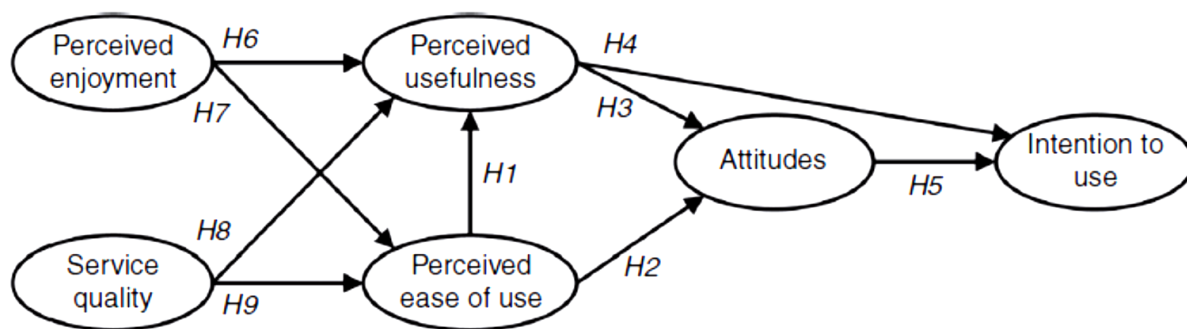 Perceived
enjoyment
H6
Perceived
usefulness
H4
H7
H3
H1
Attitudes
H5
Intention to
use
H8
Service
quality
H9
Perceived
ease of use
H2